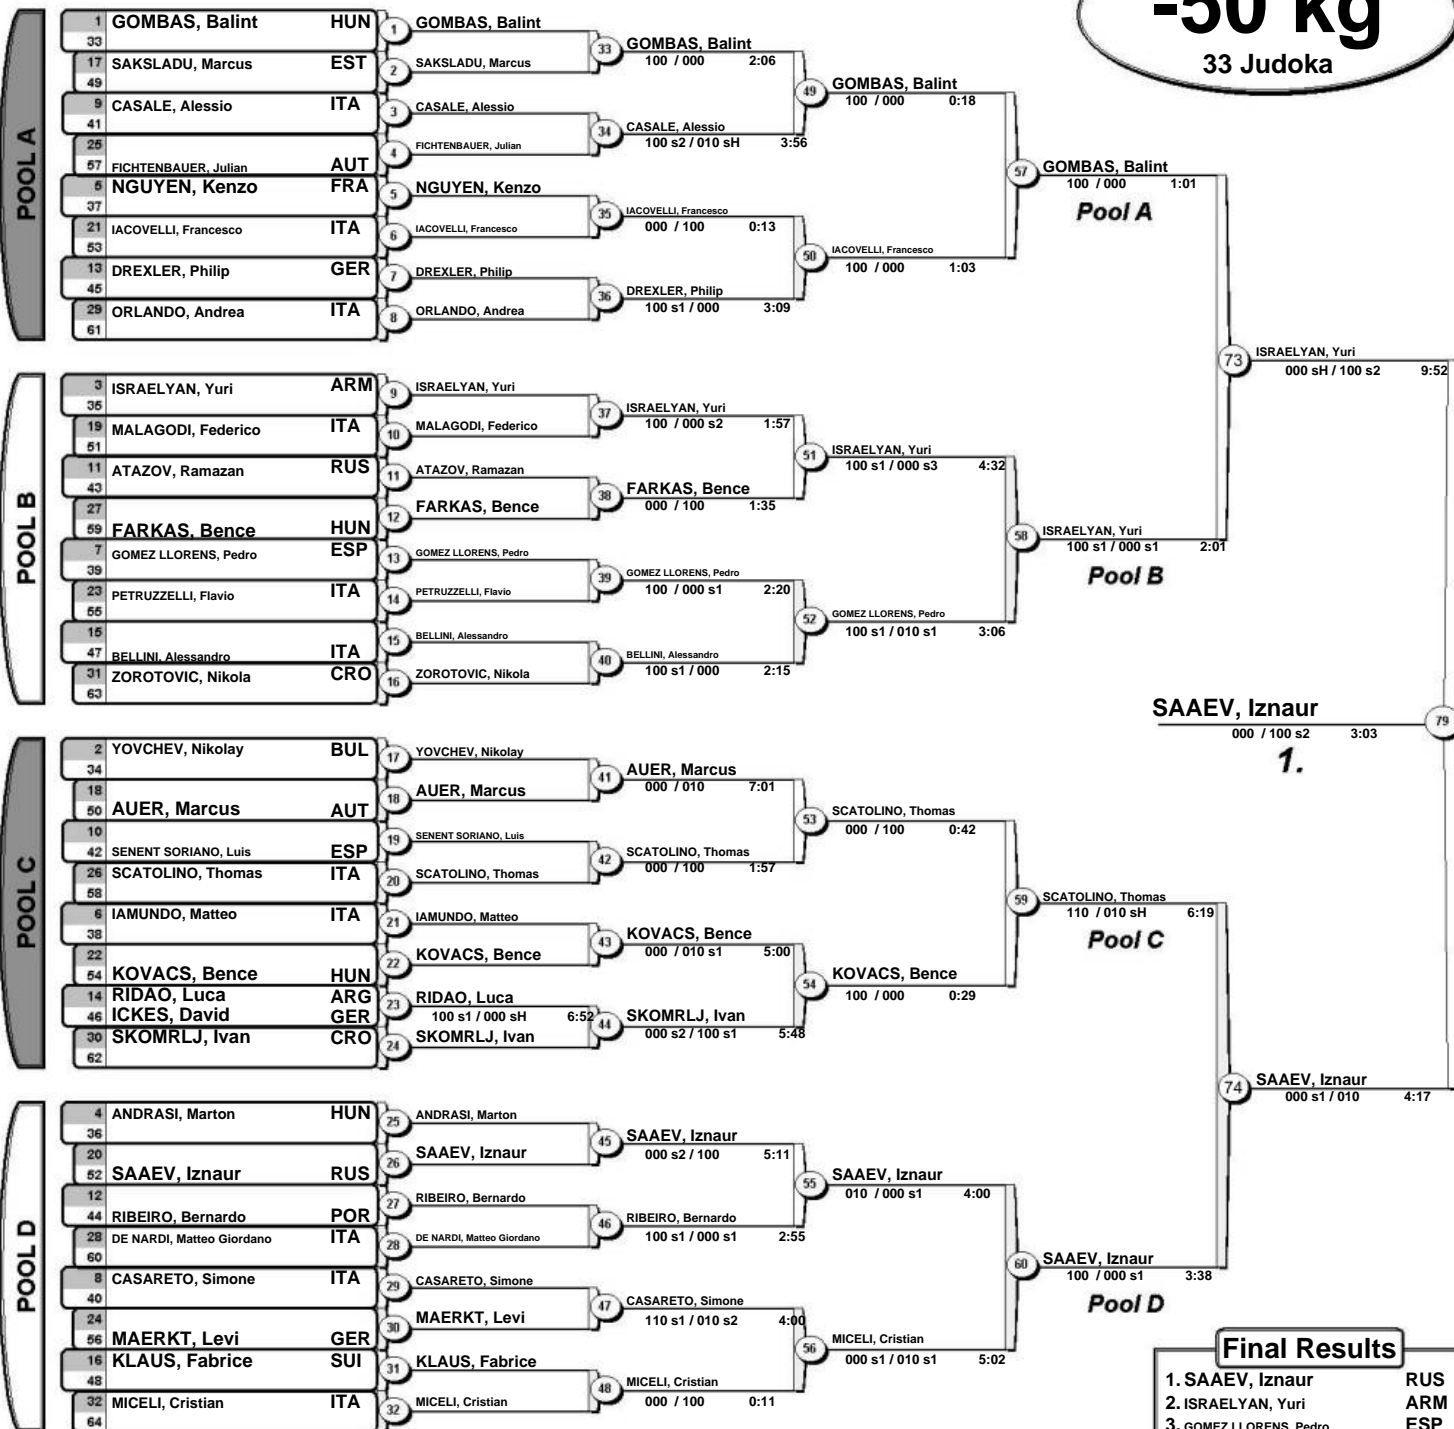 -50 kg
33 Judoka
POOL A
1 GOMBAS, Balint HUN
33
17 SAKSLADU, Marcus EST
49
9 CASALE, Alessio ITA
41
25
57 FICHTENBAUER, Julian AUT
5 NGUYEN, Kenzo FRA
37
21 IACOVELLI, Francesco ITA
53
13 DREXLER, Philip GER
45
29 ORLANDO, Andrea ITA
61
1 GOMBAS, Balint
2 SAKSLADU, Marcus
3 CASALE, Alessio
4 FICHTENBAUER, Julian
5 NGUYEN, Kenzo
6 IACOVELLI, Francesco
7 DREXLER, Philip
8 ORLANDO, Andrea
33 GOMBAS, Balint
100 / 000 2:06
34 CASALE, Alessio
100 s2 / 010 sH 3:56
35 IACOVELLI, Francesco
000 / 100 0:13
36 DREXLER, Philip
100 s1 / 000 3:09
49 GOMBAS, Balint
100 / 000 0:18
50 IACOVELLI, Francesco
100 / 000 1:03
57 GOMBAS, Balint
100 / 000 1:01
Pool A
POOL B
3 ISRAELYAN, Yuri ARM
35
19 MALAGODI, Federico ITA
51
11 ATAZOV, Ramazan RUS
43
27
59 FARKAS, Bence HUN
7 GOMEZ LLORENS, Pedro ESP
39
23 PETRUZZELLI, Flavio ITA
55
15
47 BELLINI, Alessandro ITA
31 ZOROTOVIC, Nikola CRO
63
9 ISRAELYAN, Yuri
10 MALAGODI, Federico
11 ATAZOV, Ramazan
12 FARKAS, Bence
13 GOMEZ LLORENS, Pedro
14 PETRUZZELLI, Flavio
15 BELLINI, Alessandro
16 ZOROTOVIC, Nikola
37 ISRAELYAN, Yuri
100 / 000 s2 1:57
38 FARKAS, Bence
000 / 100 1:35
39 GOMEZ LLORENS, Pedro
100 / 000 s1 2:20
40 BELLINI, Alessandro
100 s1 / 000 2:15
51 ISRAELYAN, Yuri
100 s1 / 000 s3 4:32
52 GOMEZ LLORENS, Pedro
100 s1 / 010 s1 3:06
58 ISRAELYAN, Yuri
100 s1 / 000 s1 2:01
Pool B
73 ISRAELYAN, Yuri
000 sH / 100 s2 9:52
SAAEV, Iznaur 79
000 / 100 s2 3:03
1.
POOL C
2 YOVCHEV, Nikolay BUL
34
18
50 AUER, Marcus AUT
10
42 SENENT SORIANO, Luis ESP
26 SCATOLINO, Thomas ITA
58
6 IAMUNDO, Matteo ITA
38
22
54 KOVACS, Bence HUN
14 RIDAO, Luca ARG
46 ICKES, David GER
30 SKOMRLJ, Ivan CRO
62
17 YOVCHEV, Nikolay
18 AUER, Marcus
19 SENENT SORIANO, Luis
20 SCATOLINO, Thomas
21 IAMUNDO, Matteo
22 KOVACS, Bence
23 RIDAO, Luca
100 s1 / 000 sH 6:52
24 SKOMRLJ, Ivan
41 AUER, Marcus
000 / 010 7:01
42 SCATOLINO, Thomas
000 / 100 1:57
43 KOVACS, Bence
000 / 010 s1 5:00
44 SKOMRLJ, Ivan
000 s2 / 100 s1 5:48
53 SCATOLINO, Thomas
000 / 100 0:42
54 KOVACS, Bence
100 / 000 0:29
59 SCATOLINO, Thomas
110 / 010 sH 6:19
Pool C
POOL D
4 ANDRASI, Marton HUN
36
20
52 SAAEV, Iznaur RUS
12
44 RIBEIRO, Bernardo POR
28 DE NARDI, Matteo Giordano ITA
60
8 CASARETO, Simone ITA
40
24
56 MAERKT, Levi GER
16 KLAUS, Fabrice SUI
48
32 MICELI, Cristian ITA
64
25 ANDRASI, Marton
26 SAAEV, Iznaur
27 RIBEIRO, Bernardo
28 DE NARDI, Matteo Giordano
29 CASARETO, Simone
30 MAERKT, Levi
31 KLAUS, Fabrice
32 MICELI, Cristian
45 SAAEV, Iznaur
000 s2 / 100 5:11
46 RIBEIRO, Bernardo
100 s1 / 000 s1 2:55
47 CASARETO, Simone
110 s1 / 010 s2 4:00
48 MICELI, Cristian
000 / 100 0:11
55 SAAEV, Iznaur
010 / 000 s1 4:00
56 MICELI, Cristian
000 s1 / 010 s1 5:02
60 SAAEV, Iznaur
100 / 000 s1 3:38
Pool D
74 SAAEV, Iznaur
000 s1 / 010 4:17
Final Results
1. SAAEV, Iznaur RUS
2. ISRAELYAN, Yuri ARM
3. GOMEZ LLORENS, Pedro ESP